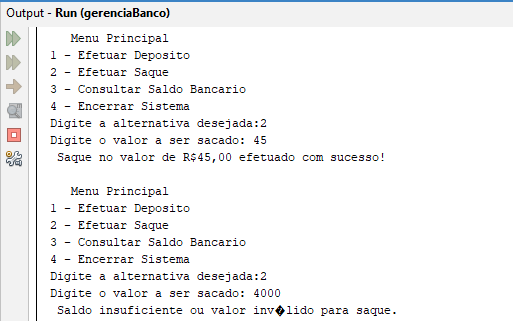 Output - Run (gerenciaBanco)
Menu Principal
1 - Efetuar Deposito
2 - Efetuar Saque
3 - Consultar Saldo Bancario
4 - Encerrar Sistema
Digite a alternativa desejada:2
Digite o valor a ser sacado: 45
Saque no valor de R$45,00 efetuado com sucesso!
Menu Principal
1 - Efetuar Deposito
2 - Efetuar Saque
3 - Consultar Saldo Bancario
4 - Encerrar Sistema
Digite a alternativa desejada:2
Digite o valor a ser sacado: 4000
Saldo insuficiente ou valor inv�lido para saque.